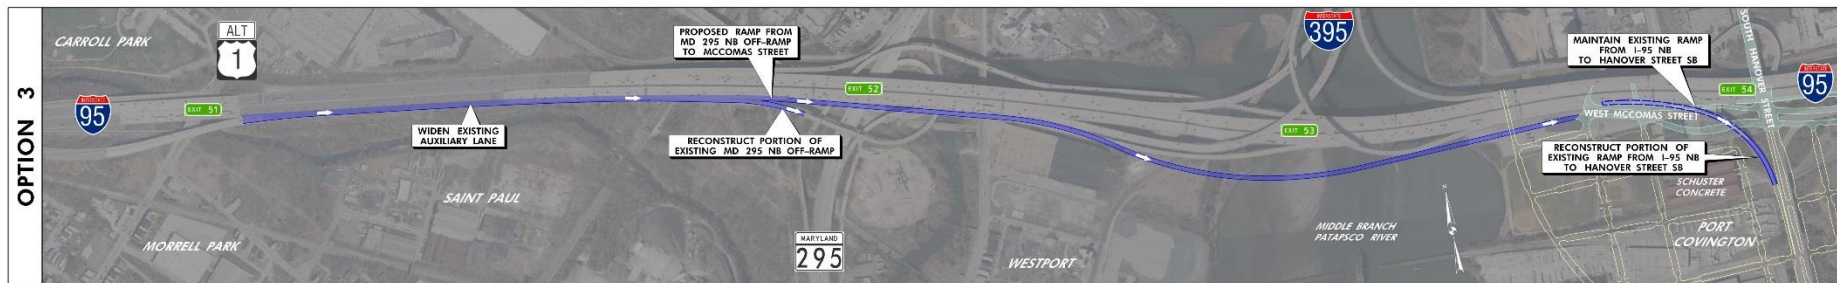 OPTION 3
CARROLL PARK
ALT
1
INTERSTATE
95
EXIT 51
WIDEN EXISTING
AUXILIARY LANE
SAINT PAUL
MORRELL PARK
PROPOSED RAMP FROM
MD 295 NB OFF-RAMP
TO MCCOMAS STREET
EXIT 52
RECONSTRUCT PORTION OF
EXISTING MD 295 NB OFF-RAMP
MARYLAND
295
WESTPORT
INTERSTATE
395
EXIT 53
MIDDLE BRANCH
PATAPSCO RIVER
N
MAINTAIN EXISTING RAMP
FROM I-95 NB
TO HANOVER STREET SB
EXIT 54
SOUTH HANOVER STREET
INTERSTATE
95
WEST MCCOMAS STREET
RECONSTRUCT PORTION OF
EXISTING RAMP FROM I-95 NB
TO HANOVER STREET SB
SCHUSTER
CONCRETE
PORT
COVINGTON